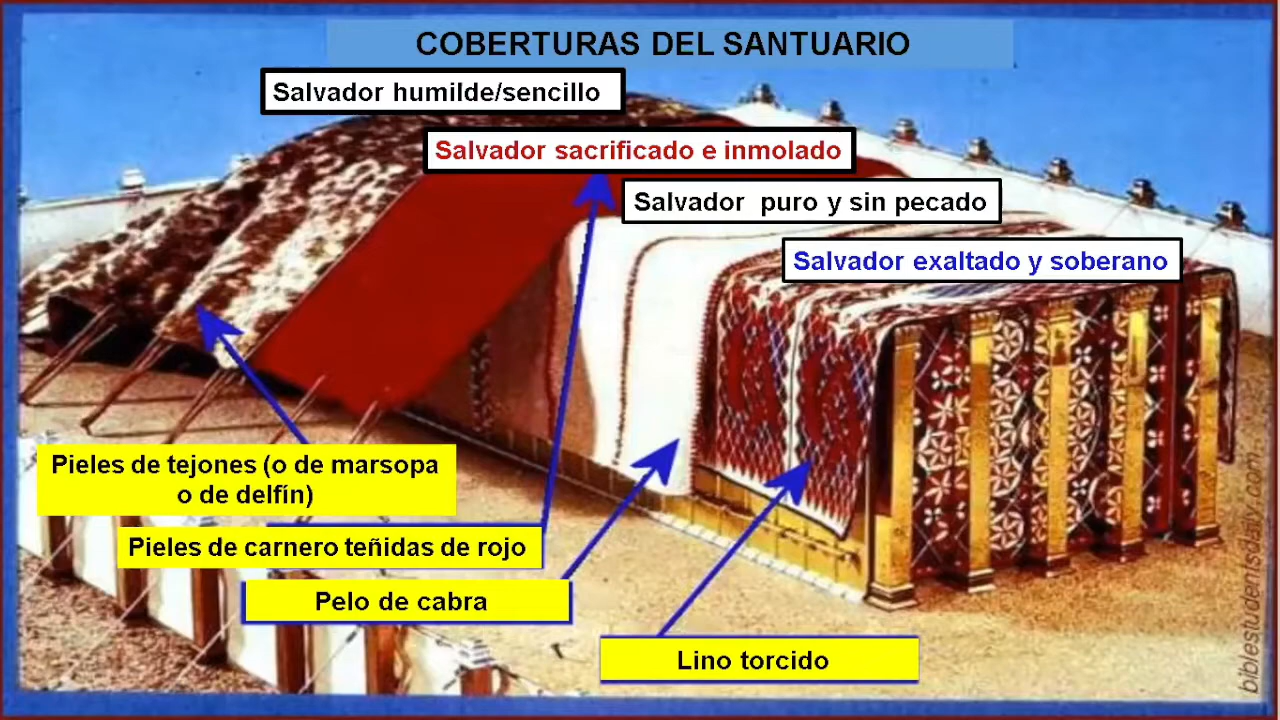 COBERTURAS DEL SANTUARIO
Salvador humilde/sencillo
Salvador sacrificado e inmolado
Salvador puro y sin pecado
Salvador exaltado y soberano
Pieles de tejones (o de marsopa
o de delfín)
Pieles de carnero teñidas de rojo
Pelo de cabra
Lino torcido
biblestudentsdaily.com